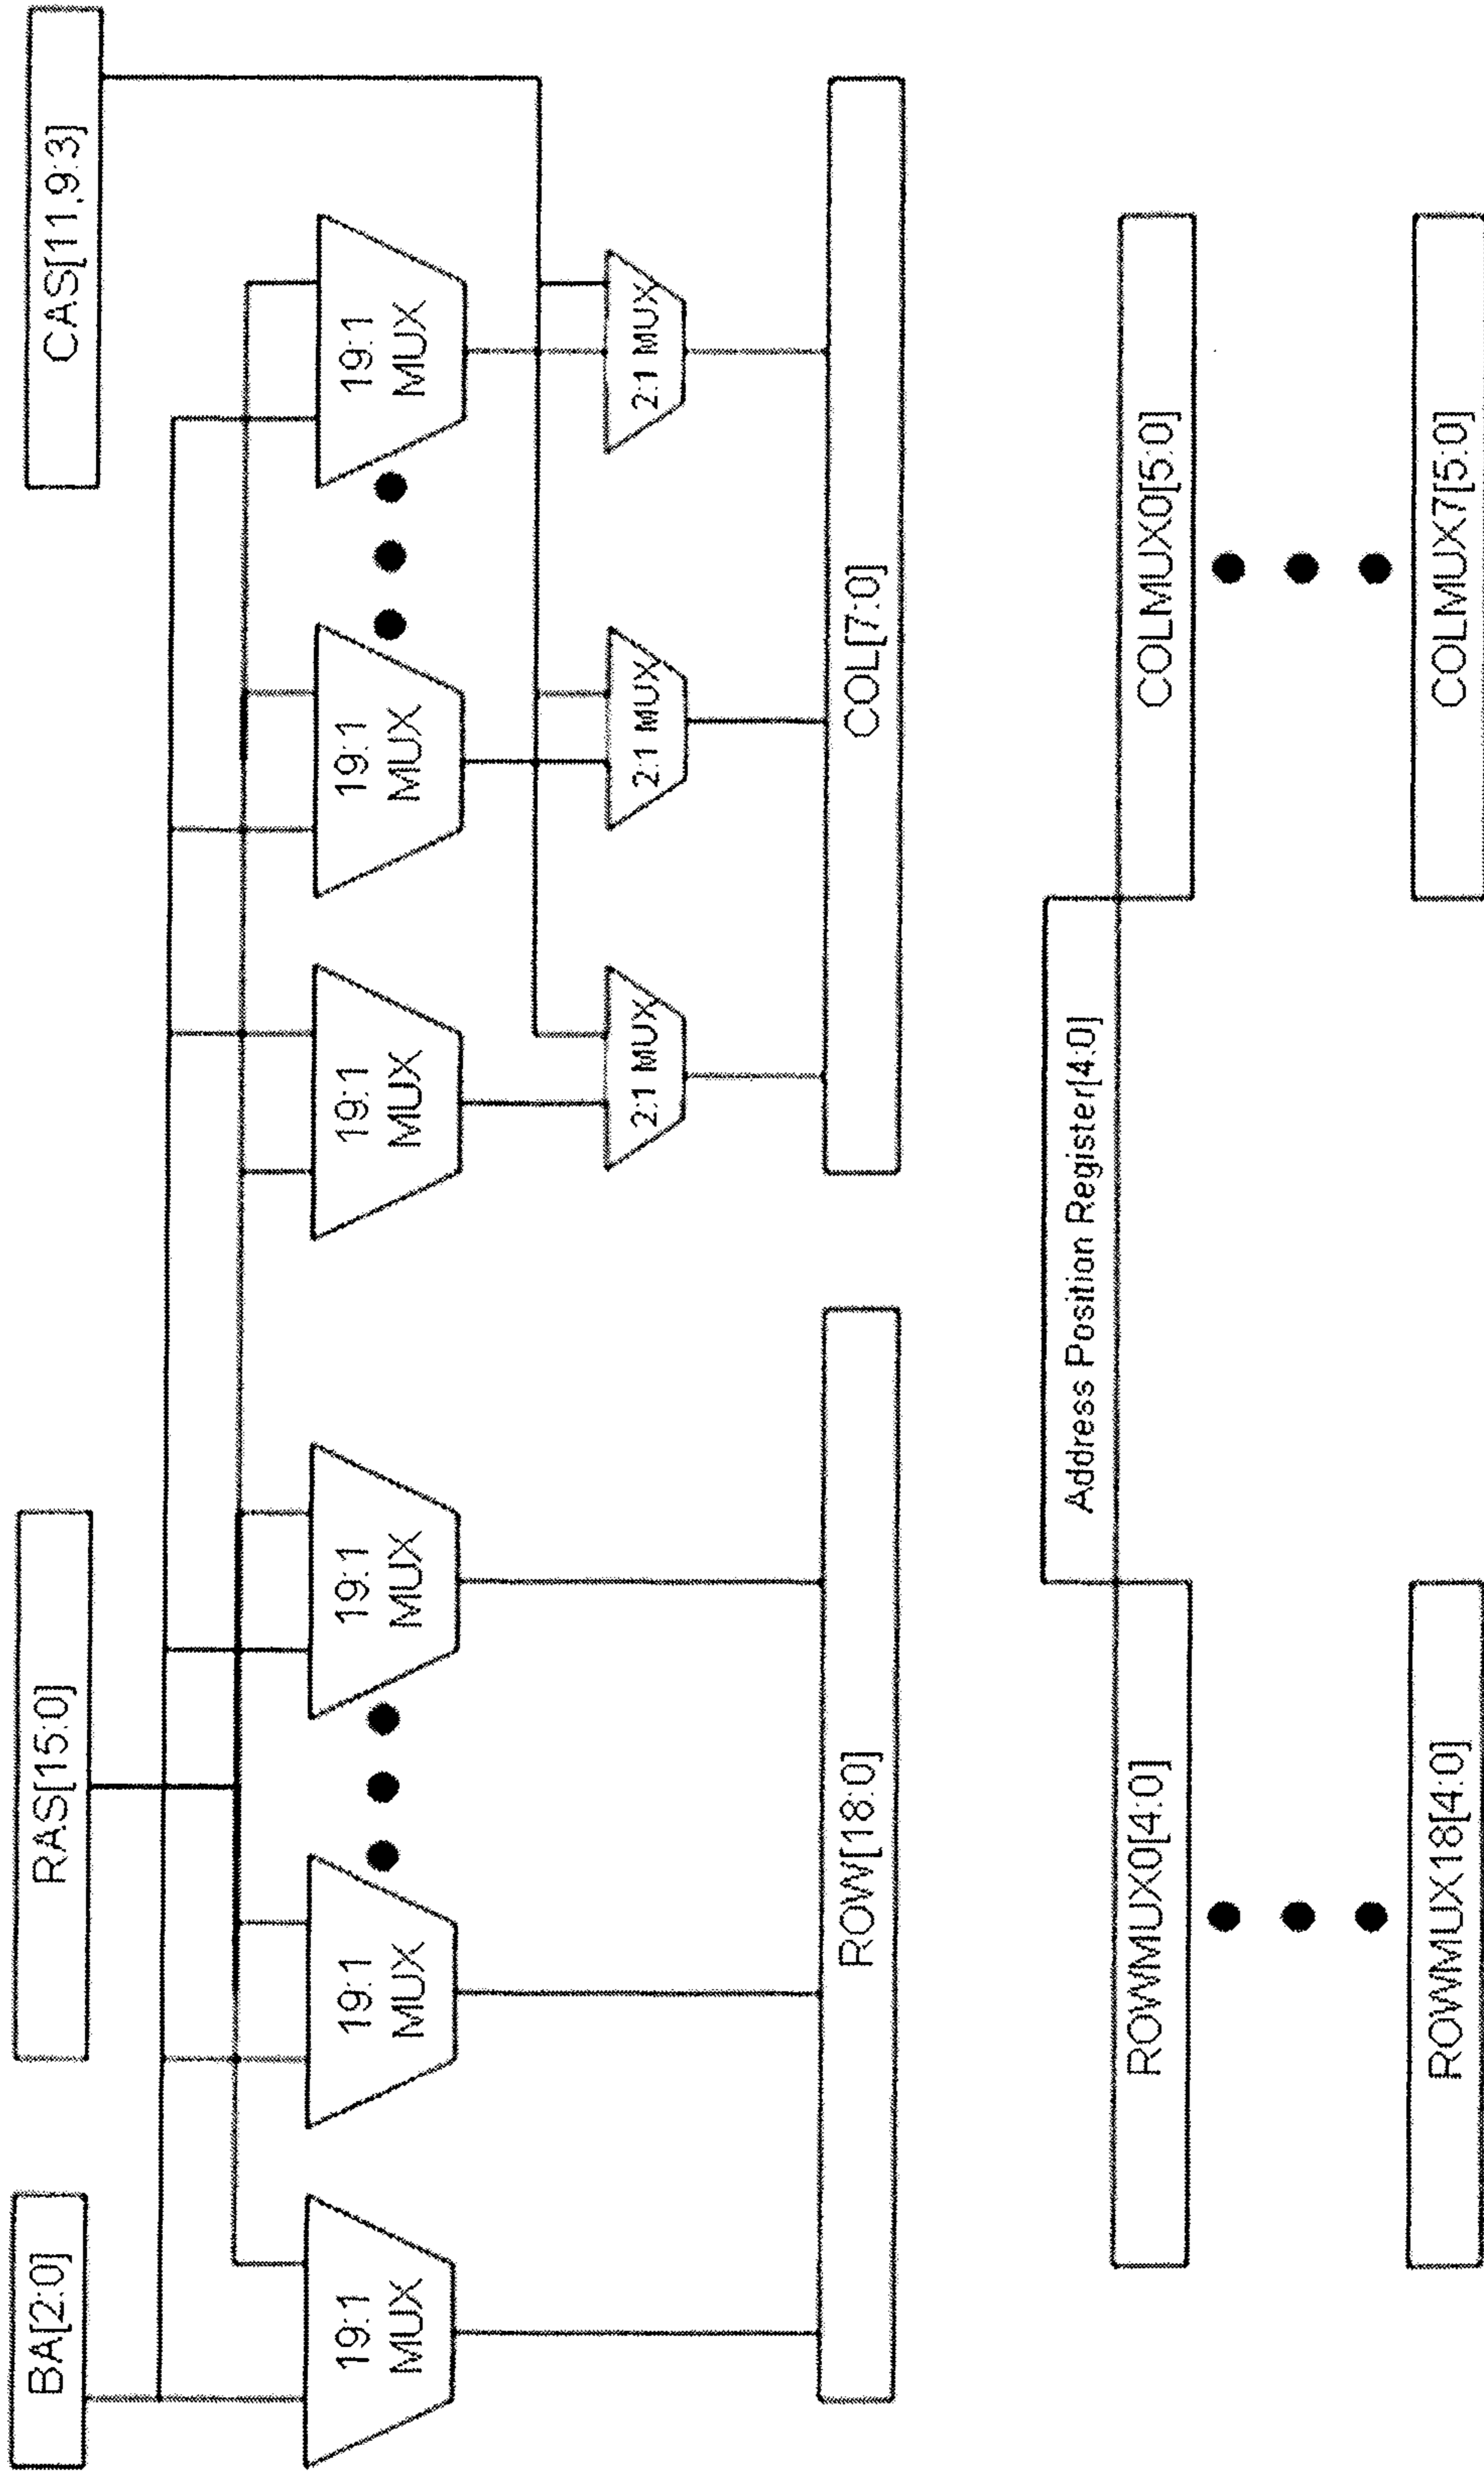 BA[2:0]
RAS[15:0]
CAS[11,9:3]
19:1
MUX
19:1
MUX
19:1
MUX
19:1
MUX
19:1
MUX
19:1
MUX
2:1 MUX
2:1 MUX
2:1 MUX
ROW[18:0]
COL[7:0]
Address Position Register[4:0]
ROWMUX0[4:0]
COLMUX0[5:0]
ROWMUX18[4:0]
COLMUX7[5:0]